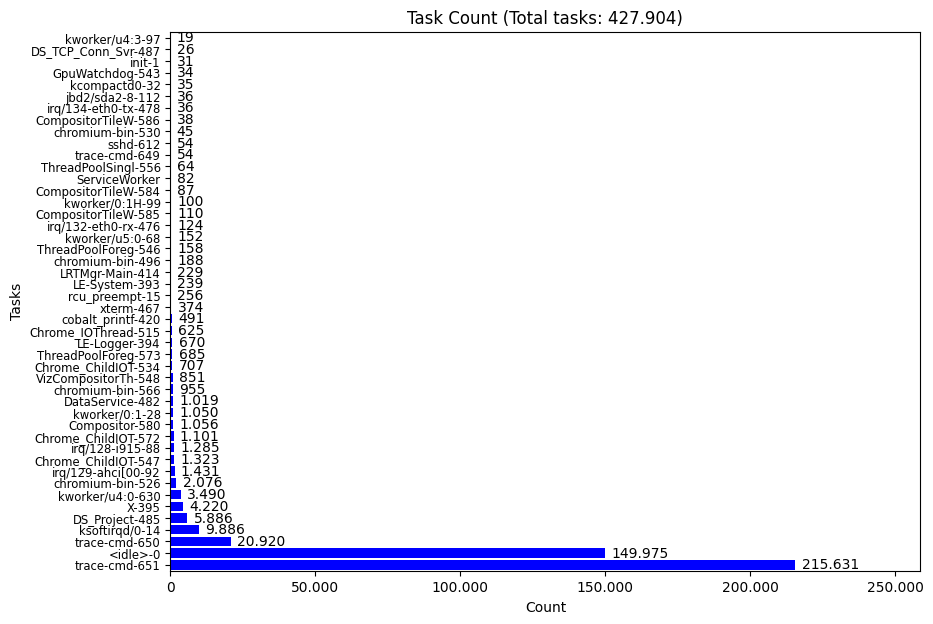 Task Count (Total tasks: 427.904)
Tasks
kworker/u4:3-97 19
DS_TCP_Conn_Svr-487 26
init-1 31
GpuWatchdog-543 34
kcompactd0-32 35
jbd2/sda2-8-112 36
irq/134-eth0-tx-478 36
CompositorTileW-586 38
chromium-bin-530 45
sshd-612 54
trace-cmd-649 54
ThreadPoolSingl-556 64
ServiceWorker 82
CompositorTileW-584 87
kworker/0:1H-99 100
CompositorTileW-585 110
irq/132-eth0-rx-476 124
kworker/u5:0-68 152
ThreadPoolForeg-546 158
chromium-bin-496 188
LRTMgr-Main-414 229
LE-System-393 239
rcu_preempt-15 256
xterm-467 374
cobalt_printf-420 491
Chrome_IOThread-515 625
LE-Logger-394 670
ThreadPoolForeg-573 685
Chrome_ChildIOT-534 707
VizCompositorTh-548 851
chromium-bin-566 955
DataService-482 1.019
kworker/0:1-28 1.050
Compositor-580 1.056
Chrome_ChildIOT-572 1.101
irq/128-i915-88 1.285
Chrome_ChildIOT-547 1.323
irq/129-ahci[00-92 1.431
chromium-bin-526 2.076
kworker/u4:0-630 3.490
X-395 4.220
DS_Project-485 5.886
ksoftirqd/0-14 9.886
trace-cmd-650 20.920
<idle>-0 149.975
trace-cmd-651 215.631
0 50.000 100.000 150.000 200.000 250.000
Count